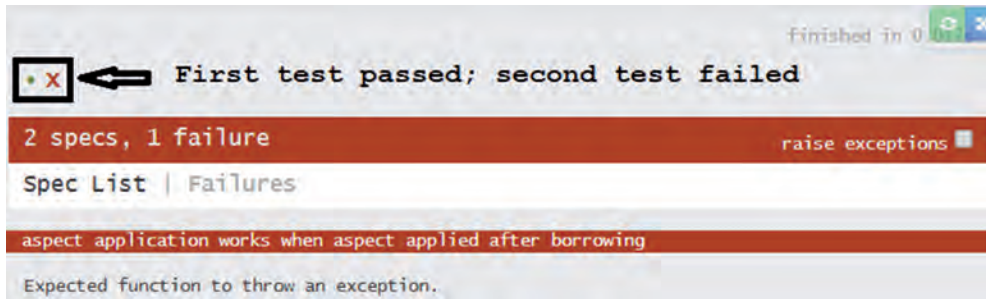 finished in 0
• X First test passed; second test failed
2 specs, 1 failure
raise exceptions
Spec List | Failures
aspect application works when aspect applied after borrowing
Expected function to throw an exception.